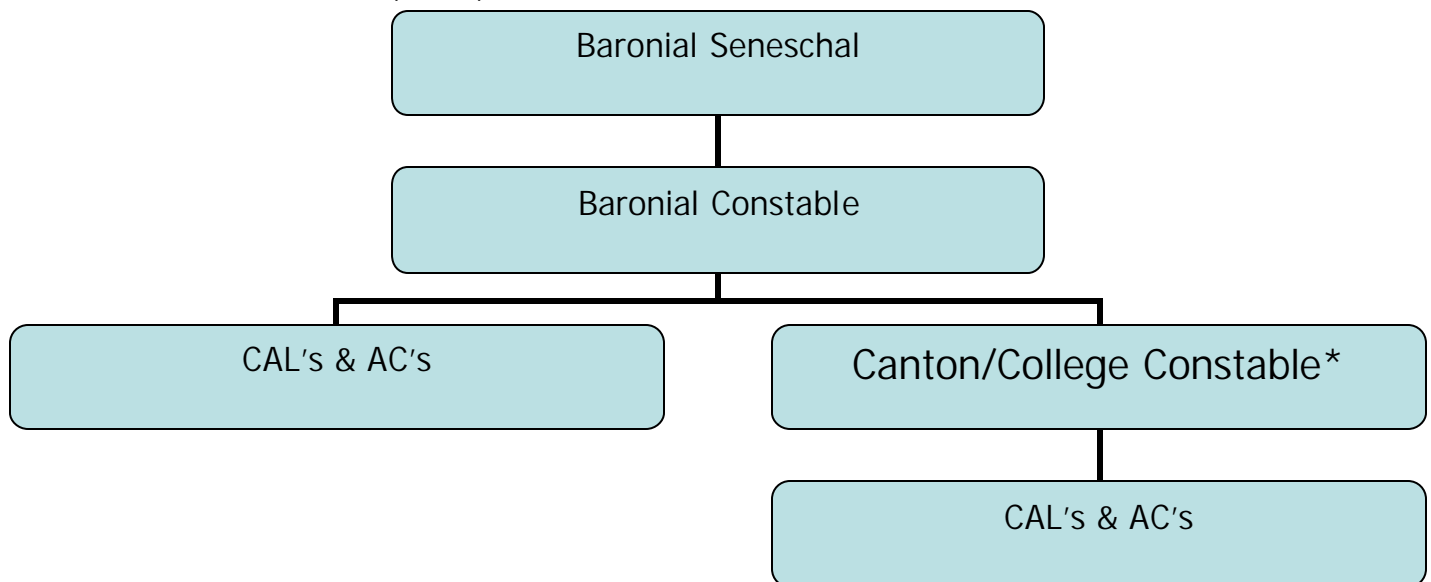 Baronial Seneschal
Baronial Constable
CAL's & AC's
Canton/College Constable*
CAL's & AC's